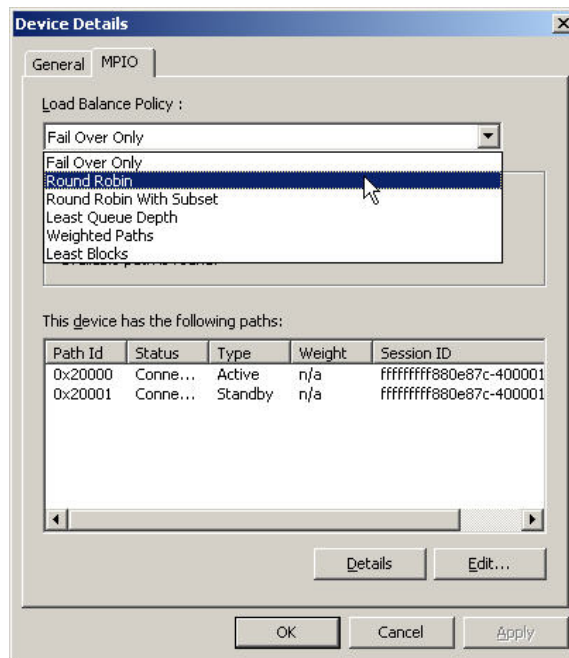 Device Details
General MPIO
Load Balance Policy :
Fail Over Only
Fail Over Only
Round Robin
Round Robin With Subset
Least Queue Depth
Weighted Paths
Least Blocks
This device has the following paths:
Path Id Status Type Weight Session ID
0x20000 Conne... Active n/a fffffffff880e87c-400001
0x20001 Conne... Standby n/a fffffffff880e87c-400001
Details Edit...
OK Cancel Apply